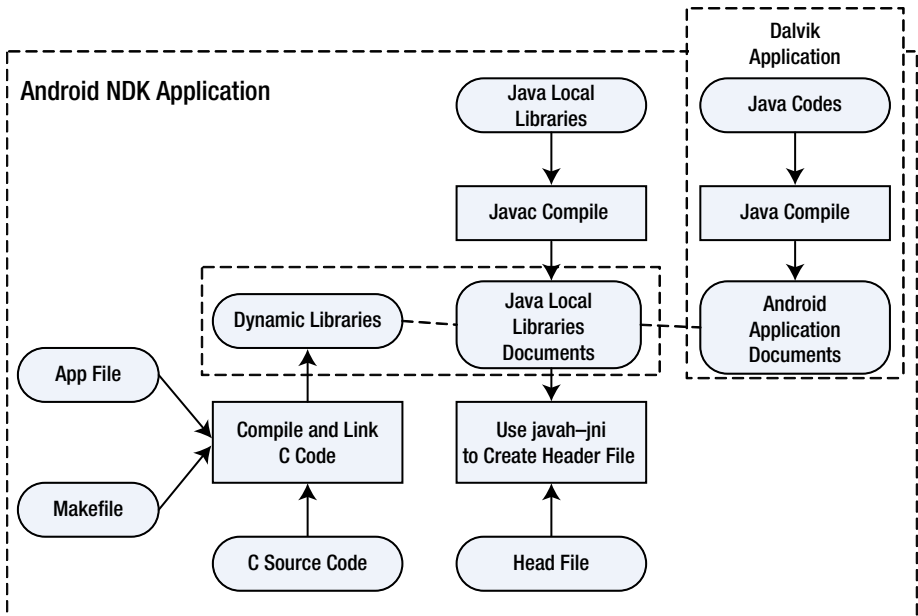 Dalvik
Application
Android NDK Application
Java Local
Libraries
Java Codes
Javac Compile
Java Compile
Dynamic Libraries
Java Local
Libraries
Documents
Android
Application
Documents
App File
Compile and Link
C Code
Use javah–jni
to Create Header File
Makefile
C Source Code
Head File